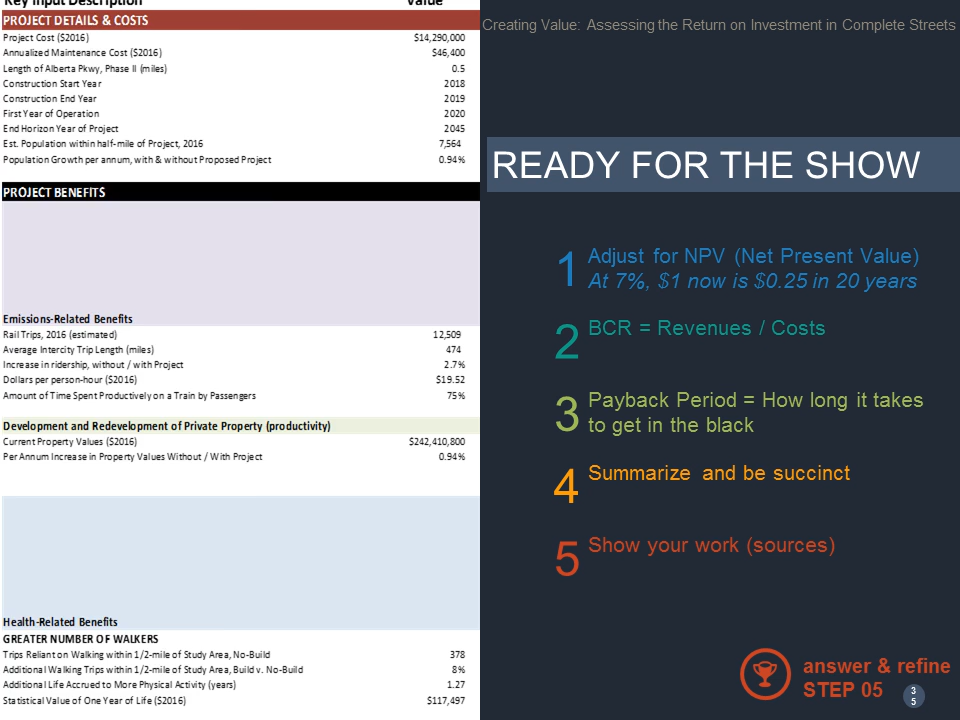 Key Input Description Value
PROJECT DETAILS & COSTS
Project Cost ($2016) $14,290,000
Annualized Maintenance Cost ($2016) $46,400
Length of Alberta Pkwy, Phase II (miles) 0.5
Construction Start Year 2018
Construction End Year 2019
First Year of Operation 2020
End Horizon Year of Project 2045
Est. Population within half-mile of Project, 2016 7,564
Population Growth per annum, with & without Proposed Project 0.94%
PROJECT BENEFITS
Emissions-Related Benefits
Rail Trips, 2016 (estimated) 12,509
Average Intercity Trip Length (miles) 474
Increase in ridership, without / with Project 2.7%
Dollars per person-hour ($2016) $19.52
Amount of Time Spent Productively on a Train by Passengers 75%
Development and Redevelopment of Private Property (productivity)
Current Property Values ($2016) $242,410,800
Per Annum Increase in Property Values Without / With Project 0.94%
Health-Related Benefits
GREATER NUMBER OF WALKERS
Trips Reliant on Walking within 1/2-mile of Study Area, No-Build 378
Additional Walking Trips within 1/2-mile of Study Area, Build v. No-Build 8%
Additional Life Accrued to More Physical Activity (years) 1.27
Statistical Value of One Year of Life ($2016) $117,497
Creating Value: Assessing the Return on Investment in Complete Streets
READY FOR THE SHOW
1 Adjust for NPV (Net Present Value)
At 7%, $1 now is $0.25 in 20 years
2 BCR = Revenues / Costs
3 Payback Period = How long it takes
to get in the black
4 Summarize and be succinct
5 Show your work (sources)
answer & refine
STEP 05
3
5